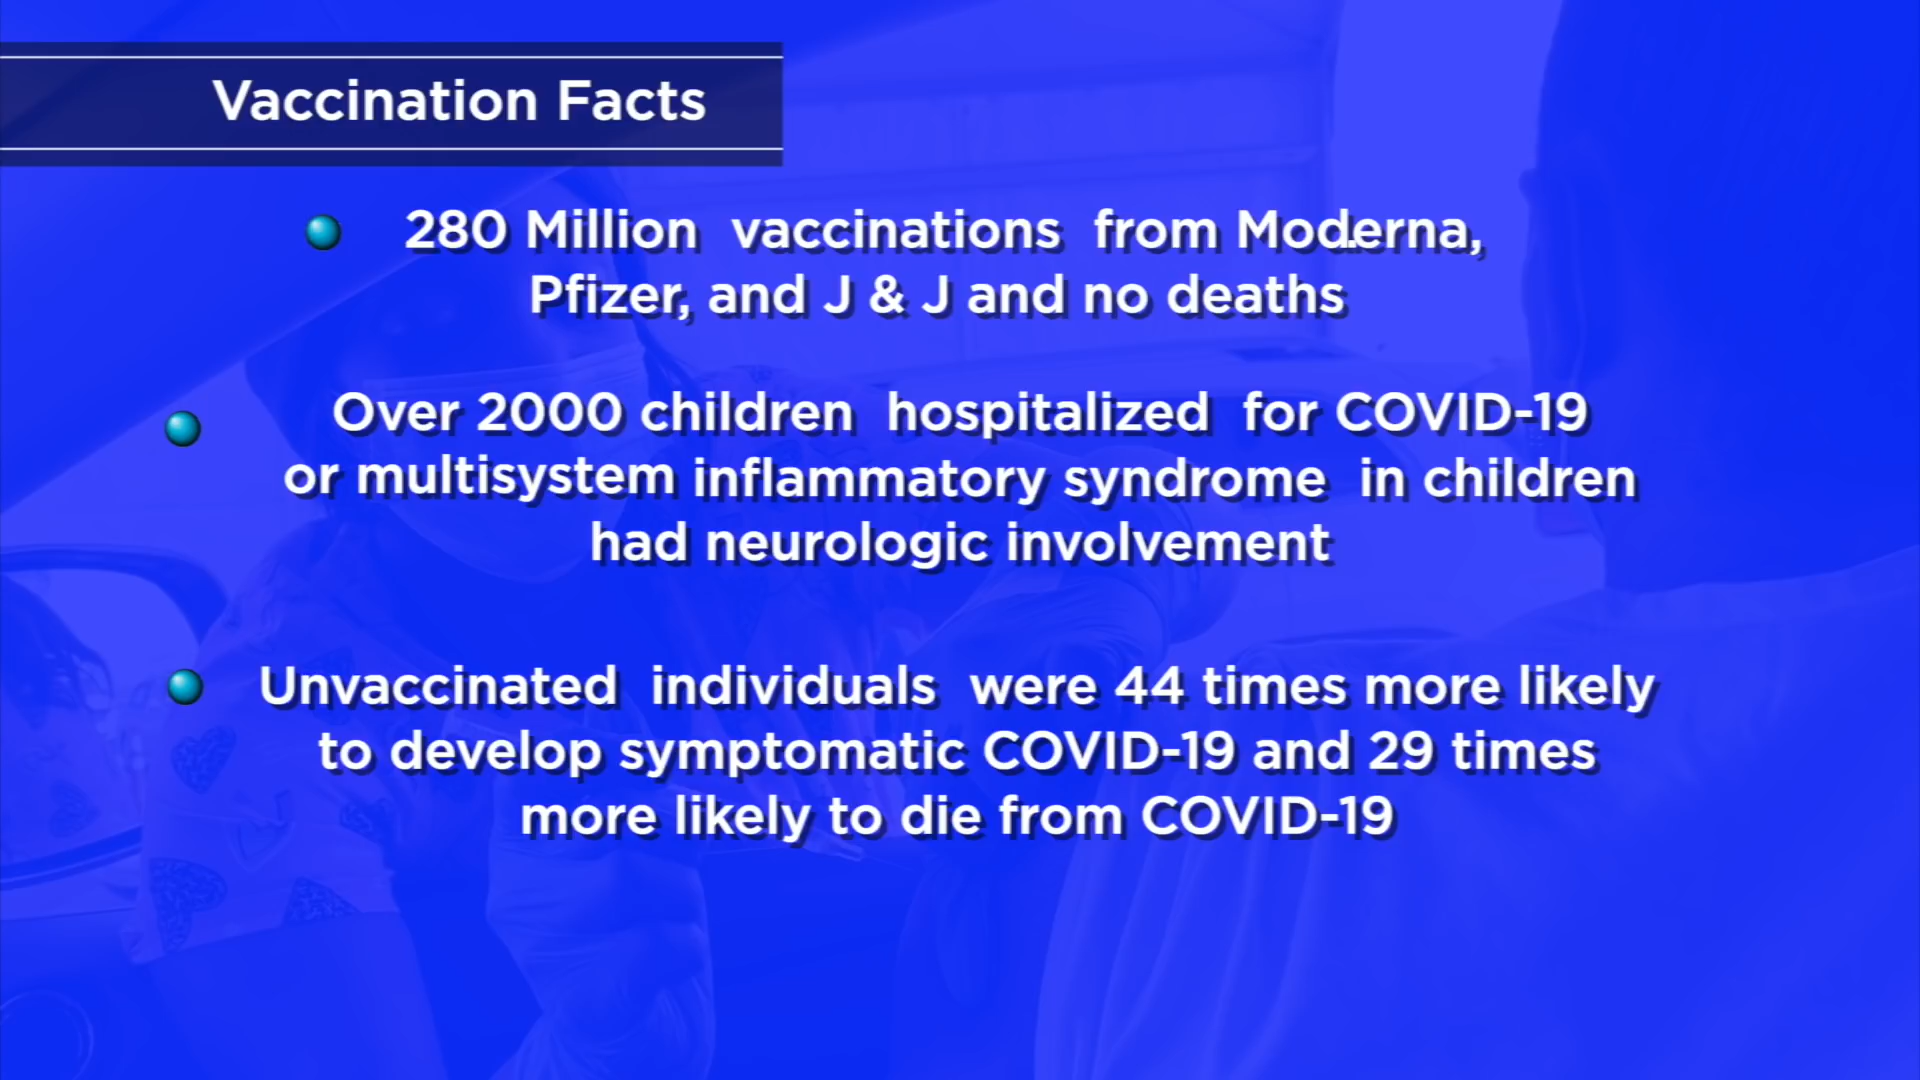 Vaccination Facts
280 Million vaccinations from Moderna,
Pfizer, and J & J and no deaths
Over 2000 children hospitalized for COVID-19
or multisystem inflammatory syndrome in children
had neurologic involvement
Unvaccinated individuals were 44 times more likely
to develop symptomatic COVID-19 and 29 times
more likely to die from COVID-19